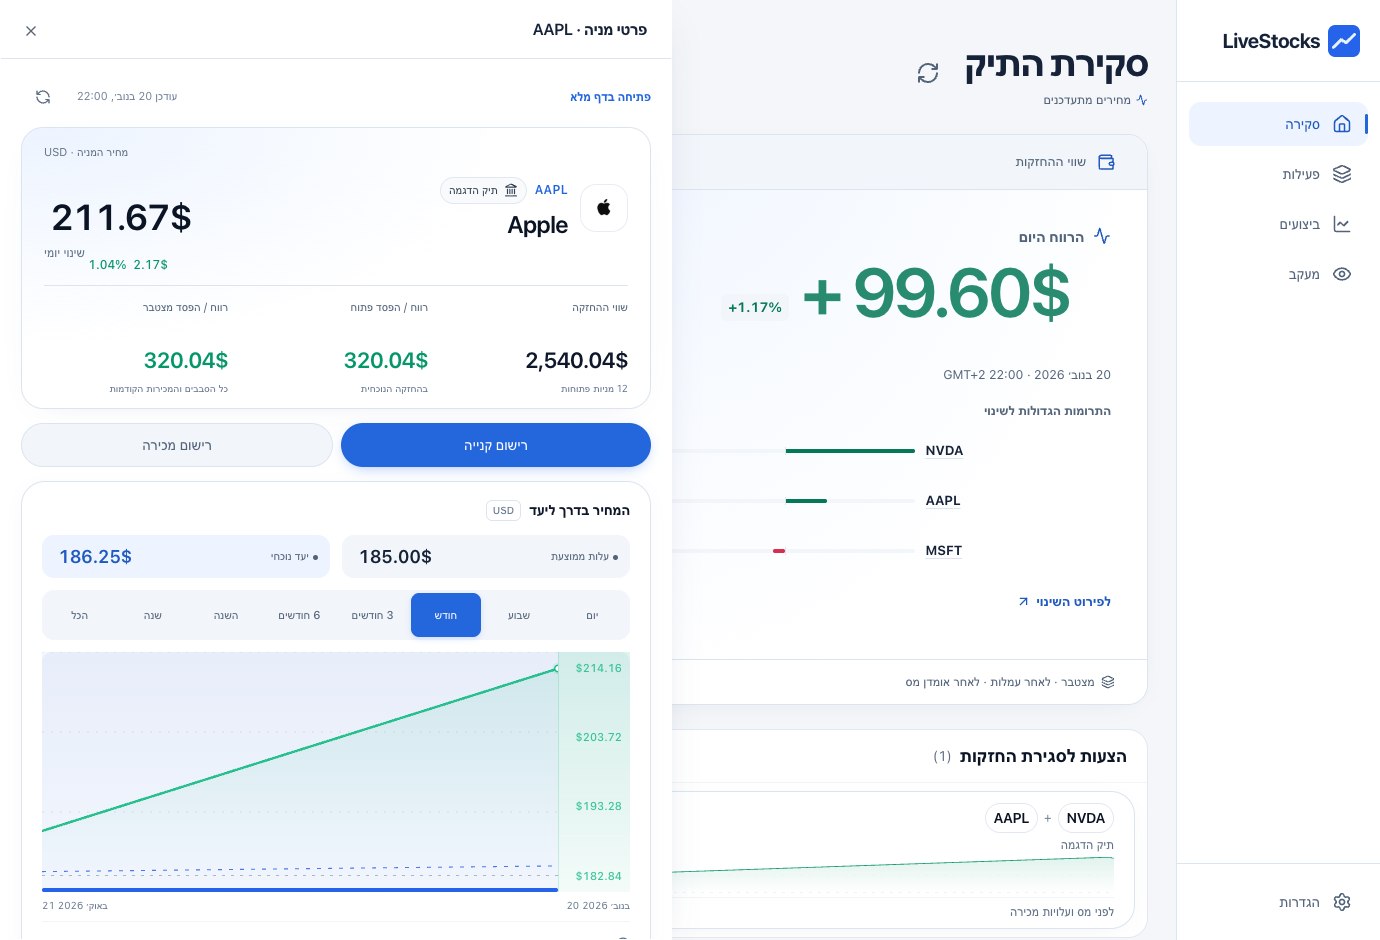 LiveStocks
סקירה
פעילות
ביצועים
מעקב
הגדרות
סקירת התיק
מחירים מתעדכנים
שווי ההחזקות
הרווח היום
+99.60$
+1.17%
20 בנוב׳ 2026 · 22:00 GMT+2
התרומות הגדולות לשינוי
NVDA
AAPL
MSFT
לפירוט השינוי
מצטבר · לאחר עמלות · לאחר אומדן מס
הצעות לסגירת החזקות (1)
NVDA + AAPL
תיק הדגמה
לפני מס ועלויות מכירה
פרטי מניה · AAPL
פתיחה בדף מלא
עודכן 20 בנוב׳, 22:00
מחיר המניה · USD
AAPL
תיק הדגמה
Apple
211.67$
שינוי יומי
1.04% 2.17$
שווי ההחזקה
רווח / הפסד פתוח
רווח / הפסד מצטבר
2,540.04$
320.04$
320.04$
12 מניות פתוחות
בהחזקה הנוכחית
כל הסבבים והמכירות הקודמות
רישום קנייה
רישום מכירה
המחיר בדרך ליעד USD
עלות ממוצעת 185.00$
יעד נוכחי 186.25$
יום
שבוע
חודש
3 חודשים
6 חודשים
השנה
שנה
הכל
$214.16
$203.72
$193.28
$182.84
21 באוק׳ 2026
20 בנוב׳ 2026